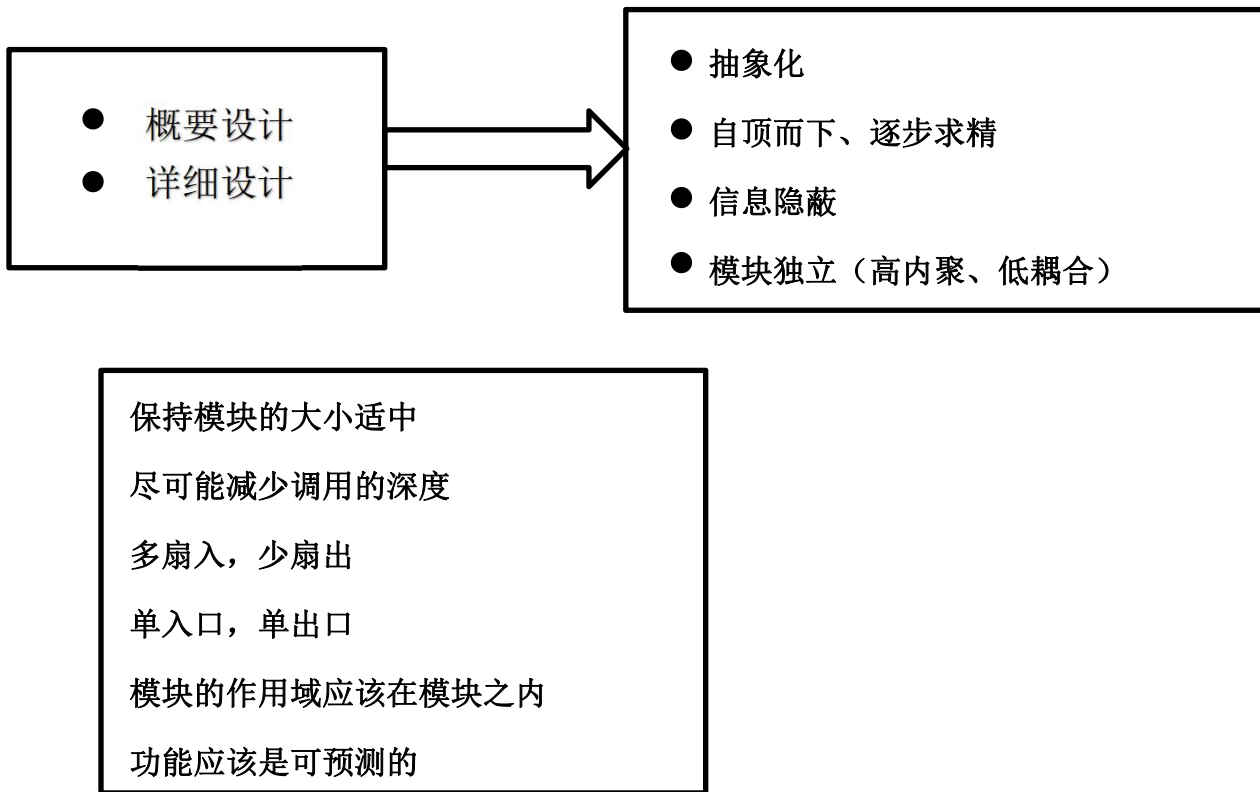 ● 概要设计
● 详细设计
● 抽象化
● 自顶而下、逐步求精
● 信息隐蔽
● 模块独立（高内聚、低耦合）
保持模块的大小适中
尽可能减少调用的深度
多扇入，少扇出
单入口，单出口
模块的作用域应该在模块之内
功能应该是可预测的